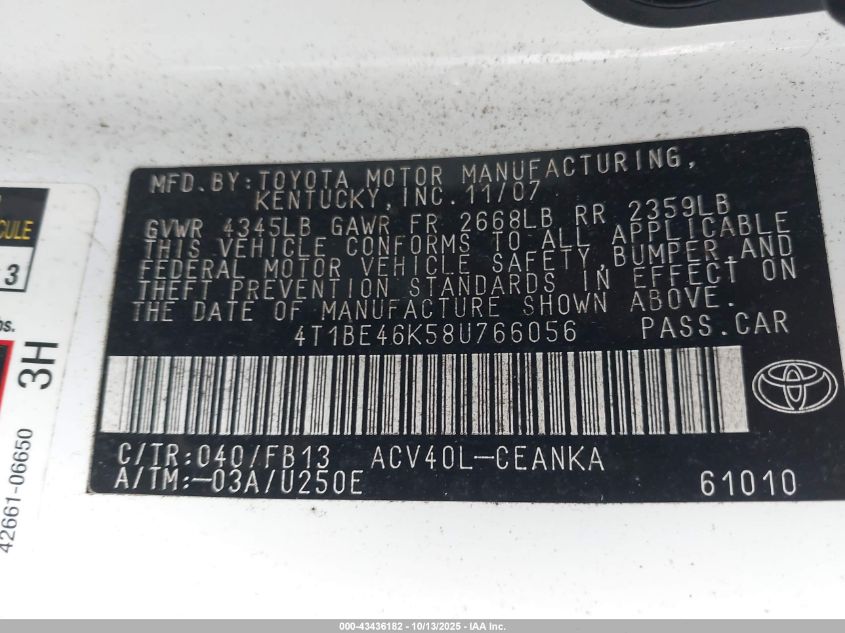 MFD. BY: TOYOTA MOTOR MANUFACTURING,
KENTUCKY, INC. 11/07
GVWR 4345LB GAWR FR 2668LB RR 2359LB
THIS VEHICLE CONFORMS TO ALL APPLICABLE
FEDERAL MOTOR VEHICLE SAFETY, BUMPER, AND
THEFT PREVENTION STANDARDS IN EFFECT ON
THE DATE OF MANUFACTURE SHOWN ABOVE.
4T1BE46K58U766056 PASS. CAR
C/TR: 040/FB13 ACV40L-CEANKA
A/TM: -03A/U250E 61010
3
3H
42661-06650
000-43436182 - 10/13/2025 - IAA Inc.